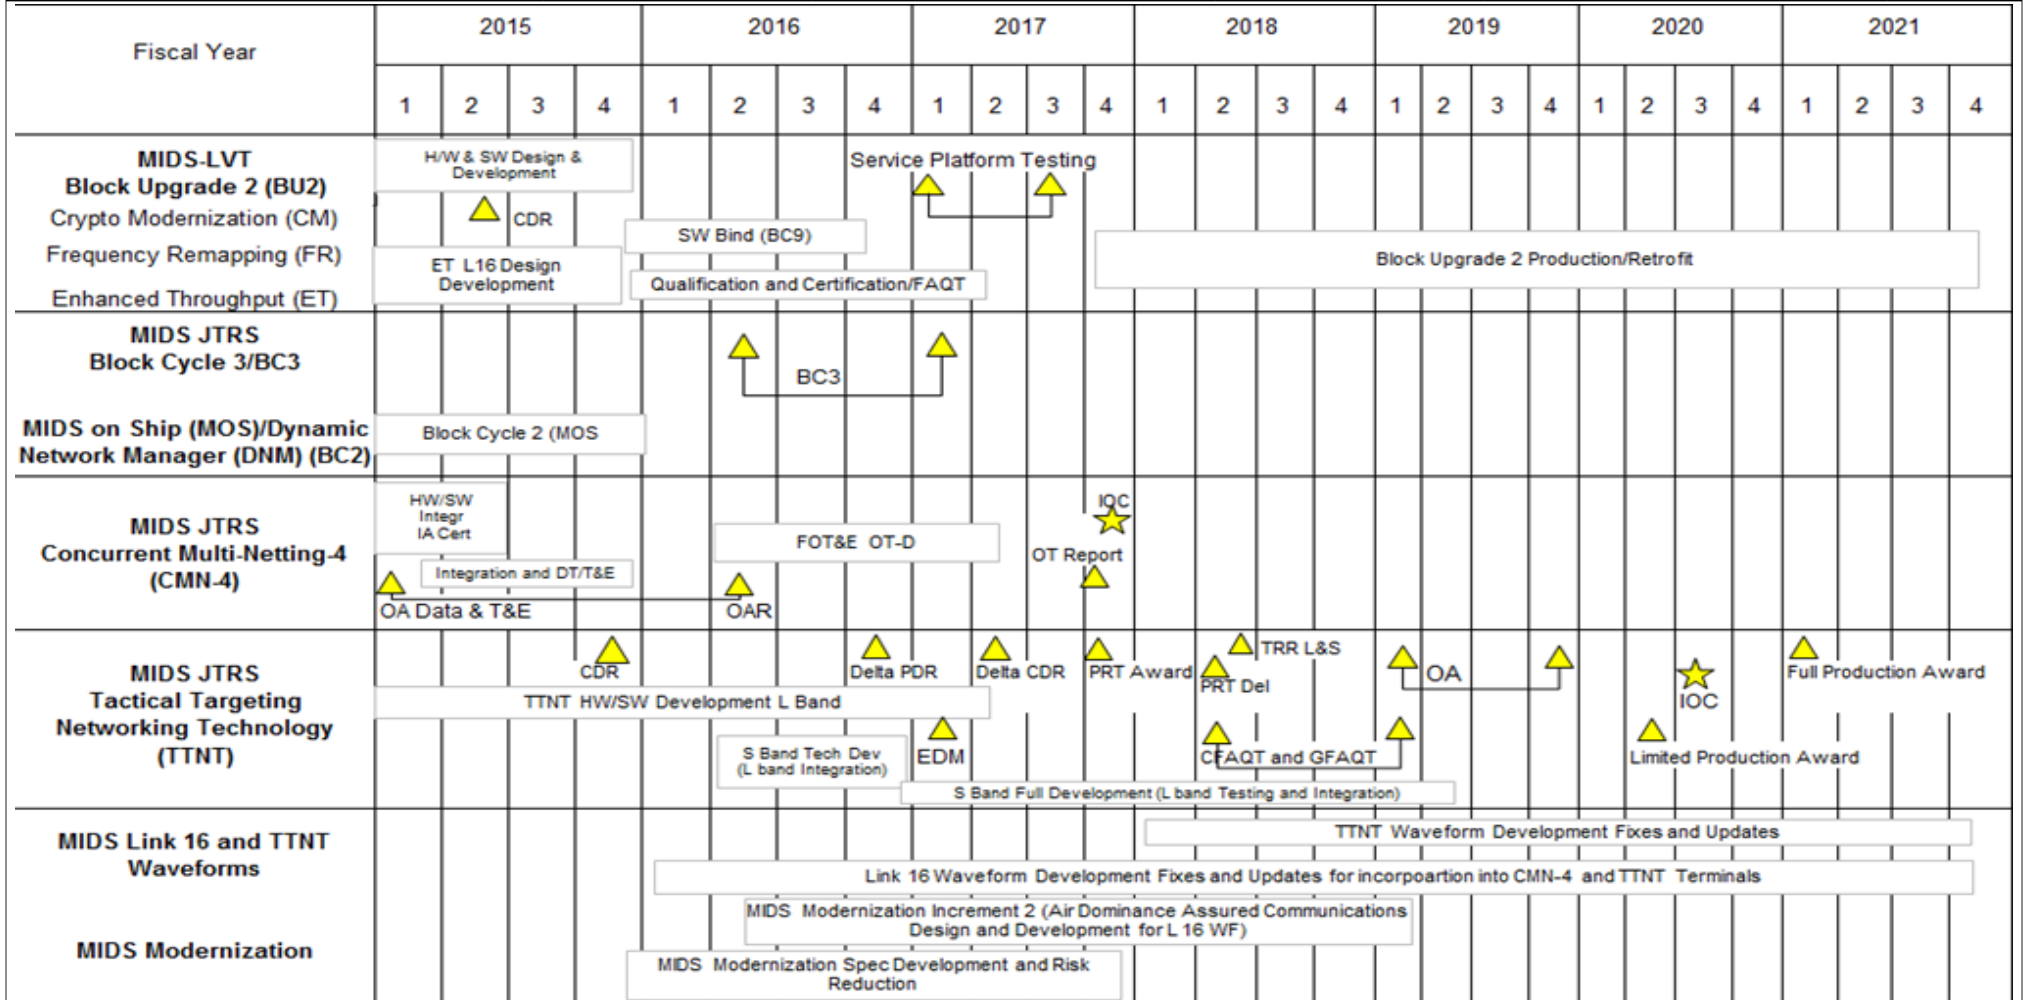 Fiscal Year
2015
2016
2017
2018
2019
2020
2021
1 2 3 4 1 2 3 4 1 2 3 4 1 2 3 4 1 2 3 4 1 2 3 4 1 2 3 4
MIDS-LVT
Block Upgrade 2 (BU2)
Crypto Modernization (CM)
Frequency Remapping (FR)
Enhanced Throughput (ET)
H/W & SW Design &
Development
CDR
ET L16 Design
Development
SW Bind (BC9)
Qualification and Certification/FAQT
Service Platform Testing
Block Upgrade 2 Production/Retrofit
MIDS JTRS
Block Cycle 3/BC3
BC3
MIDS on Ship (MOS)/Dynamic
Network Manager (DNM) (BC2)
Block Cycle 2 (MOS
MIDS JTRS
Concurrent Multi-Netting-4
(CMN-4)
HW/SW
Integr
IA Cert
Integration and DT/T&E
OA Data & T&E
OAR
FOT&E OT-D
IOC
OT Report
MIDS JTRS
Tactical Targeting
Networking Technology
(TTNT)
CDR
Delta PDR
Delta CDR
PRT Award
TRR L&S
PRT Del
OA
IOC
Full Production Award
TTNT HW/SW Development L Band
S Band Tech Dev
(L band Integration)
EDM
CFAQT and GFAQT
Limited Production Award
S Band Full Development (L band Testing and Integration)
MIDS Link 16 and TTNT
Waveforms
TTNT Waveform Development Fixes and Updates
Link 16 Waveform Development Fixes and Updates for incorpoartion into CMN-4 and TTNT Terminals
MIDS Modernization
MIDS Modernization Increment 2 (Air Dominance Assured Communications
Design and Development for L 16 WF)
MIDS Modernization Spec Development and Risk
Reduction